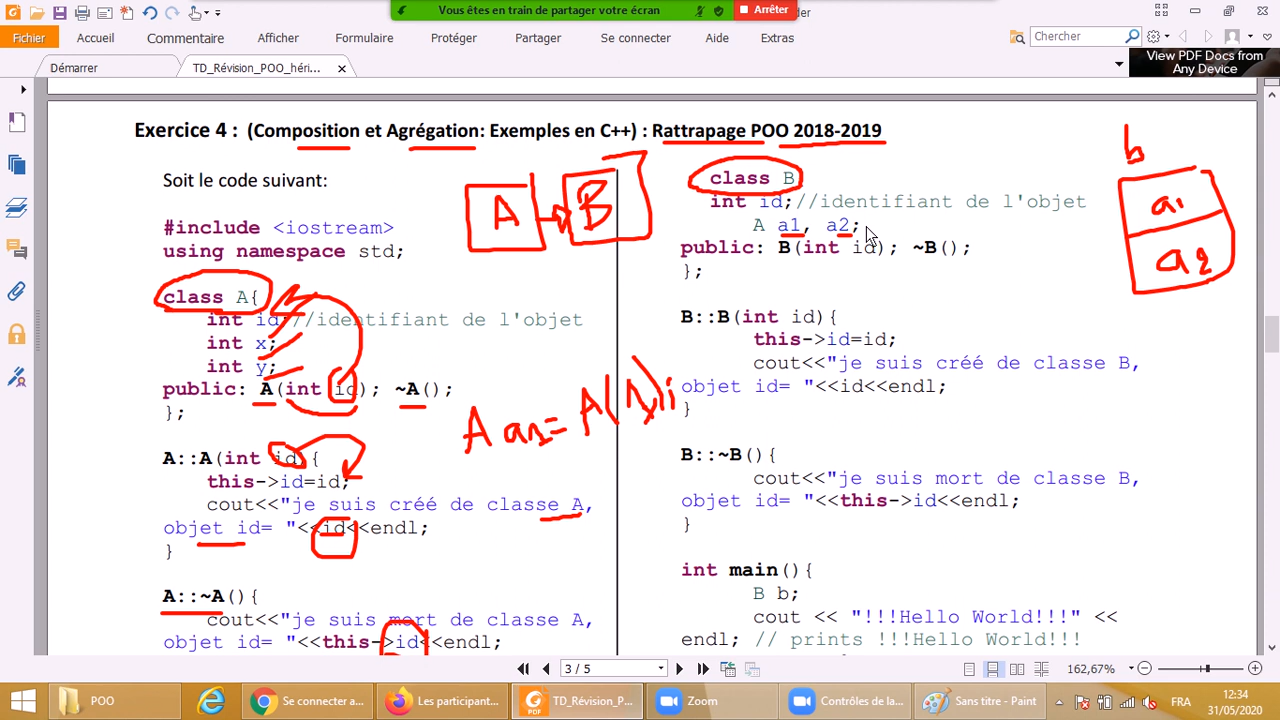 Vous êtes en train de partager votre écran
Arrêter
Fichier Accueil Commentaire Afficher Formulaire Protéger Partager Se connecter Aide Extras
Chercher
Démarrer
TD_Révision_POO_héri...
View PDF Docs from
Any Device
Exercice 4 : (Composition et Agrégation: Exemples en C++) : Rattrapage POO 2018-2019
Soit le code suivant:
#include <iostream>
using namespace std;
class A{
int id;//identifiant de l'objet
int x;
int y;
public: A(int id); ~A();
};
A::A(int id){
this->id=id;
cout<<"je suis créé de classe A,
objet id= "<<id<<endl;
}
A::~A(){
cout<<"je suis mort de classe A,
objet id= "<<this->id<<endl;
A B
class B
int id;//identifiant de l'objet
A a1, a2;
public: B(int id); ~B();
};
B::B(int id){
this->id=id;
cout<<"je suis créé de classe B,
objet id= "<<id<<endl;
}
B::~B(){
cout<<"je suis mort de classe B,
objet id= "<<this->id<<endl;
}
int main(){
B b;
cout << "!!!Hello World!!!" <<
endl; // prints !!!Hello World!!!
b
a1
a2
3 / 5
162,67%
POO
Se connecter a...
Les participant...
TD_Révision_PO...
Zoom
Contrôles de la...
Sans titre - Paint
FRA
12:34
31/05/2020